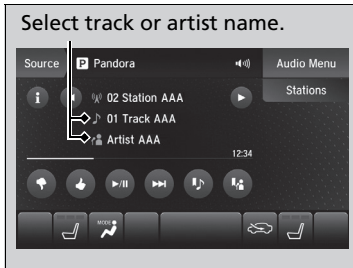 Select track or artist name.
Source P Pandora Audio Menu
Stations
i 02 Station AAA
01 Track AAA
Artist AAA
12:34
MODE